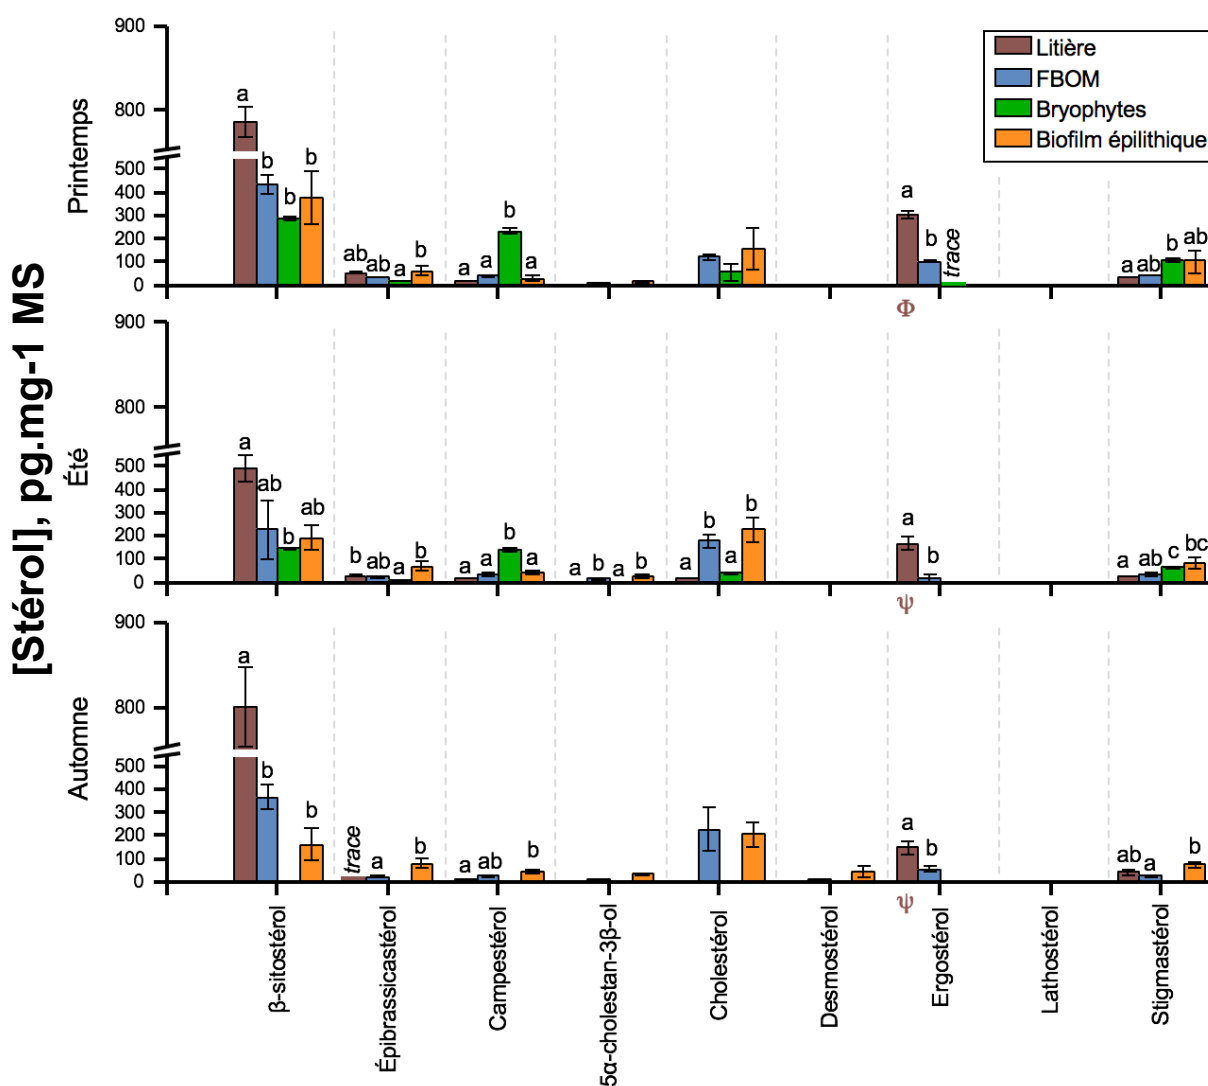 [Stérol], pg.mg-1 MS
Litière
FBOM
Bryophytes
Biofilm épilithique
Printemps
900
800
500
400
300
200
100
0
a
b
b
b
ab
ab
a
b
a
a
b
a
a
b
trace
a
ab
b
ab
Φ
Été
900
800
500
400
300
200
100
0
a
ab
b
ab
b
ab
a
b
a
a
b
a
a
b
a
b
a
b
a
b
a
b
a
ab
c
bc
ψ
Automne
900
800
500
400
300
200
100
0
a
b
b
trace
a
b
a
ab
b
a
b
ab
a
b
ψ
β-sitostérol
Épibrassicastérol
Campestérol
5α-cholestan-3β-ol
Cholestérol
Desmostérol
Ergostérol
Lathostérol
Stigmastérol